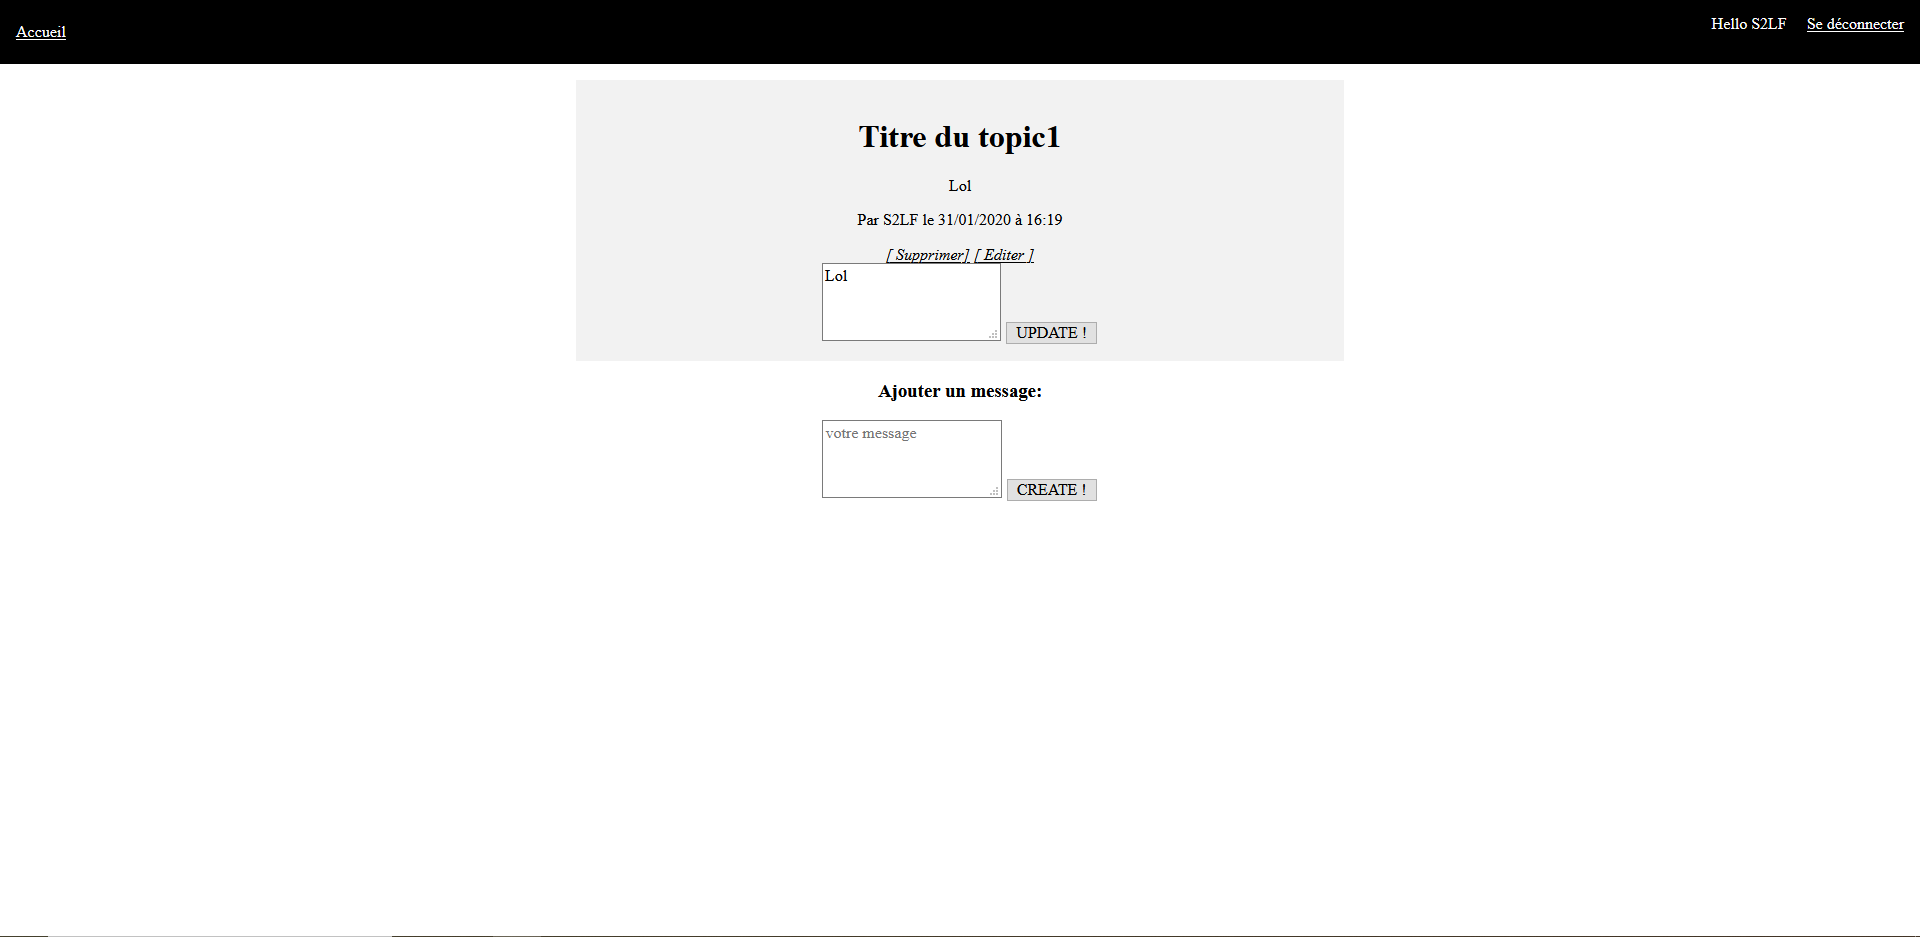 Accueil
Hello S2LF Se déconnecter
Titre du topic1
Lol
Par S2LF le 31/01/2020 à 16:19
[ Supprimer] [ Editer ]
Lol
UPDATE !
Ajouter un message:
votre message
CREATE !